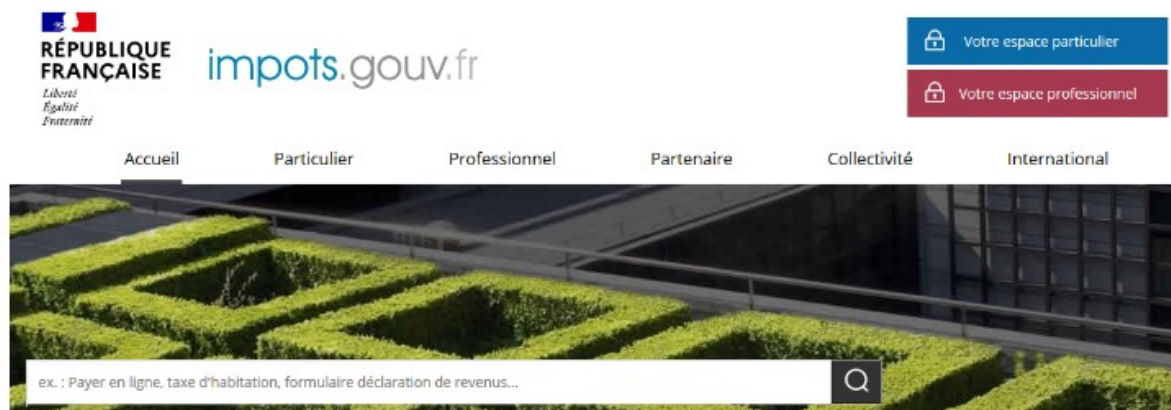 RÉPUBLIQUE
FRANÇAISE
Liberté
Égalité
Fraternité
impots.gouv.fr
Votre espace particulier
Votre espace professionnel
Accueil Particulier Professionnel Partenaire Collectivité International
ex. : Payer en ligne, taxe d'habitation, formulaire déclaration de revenus...